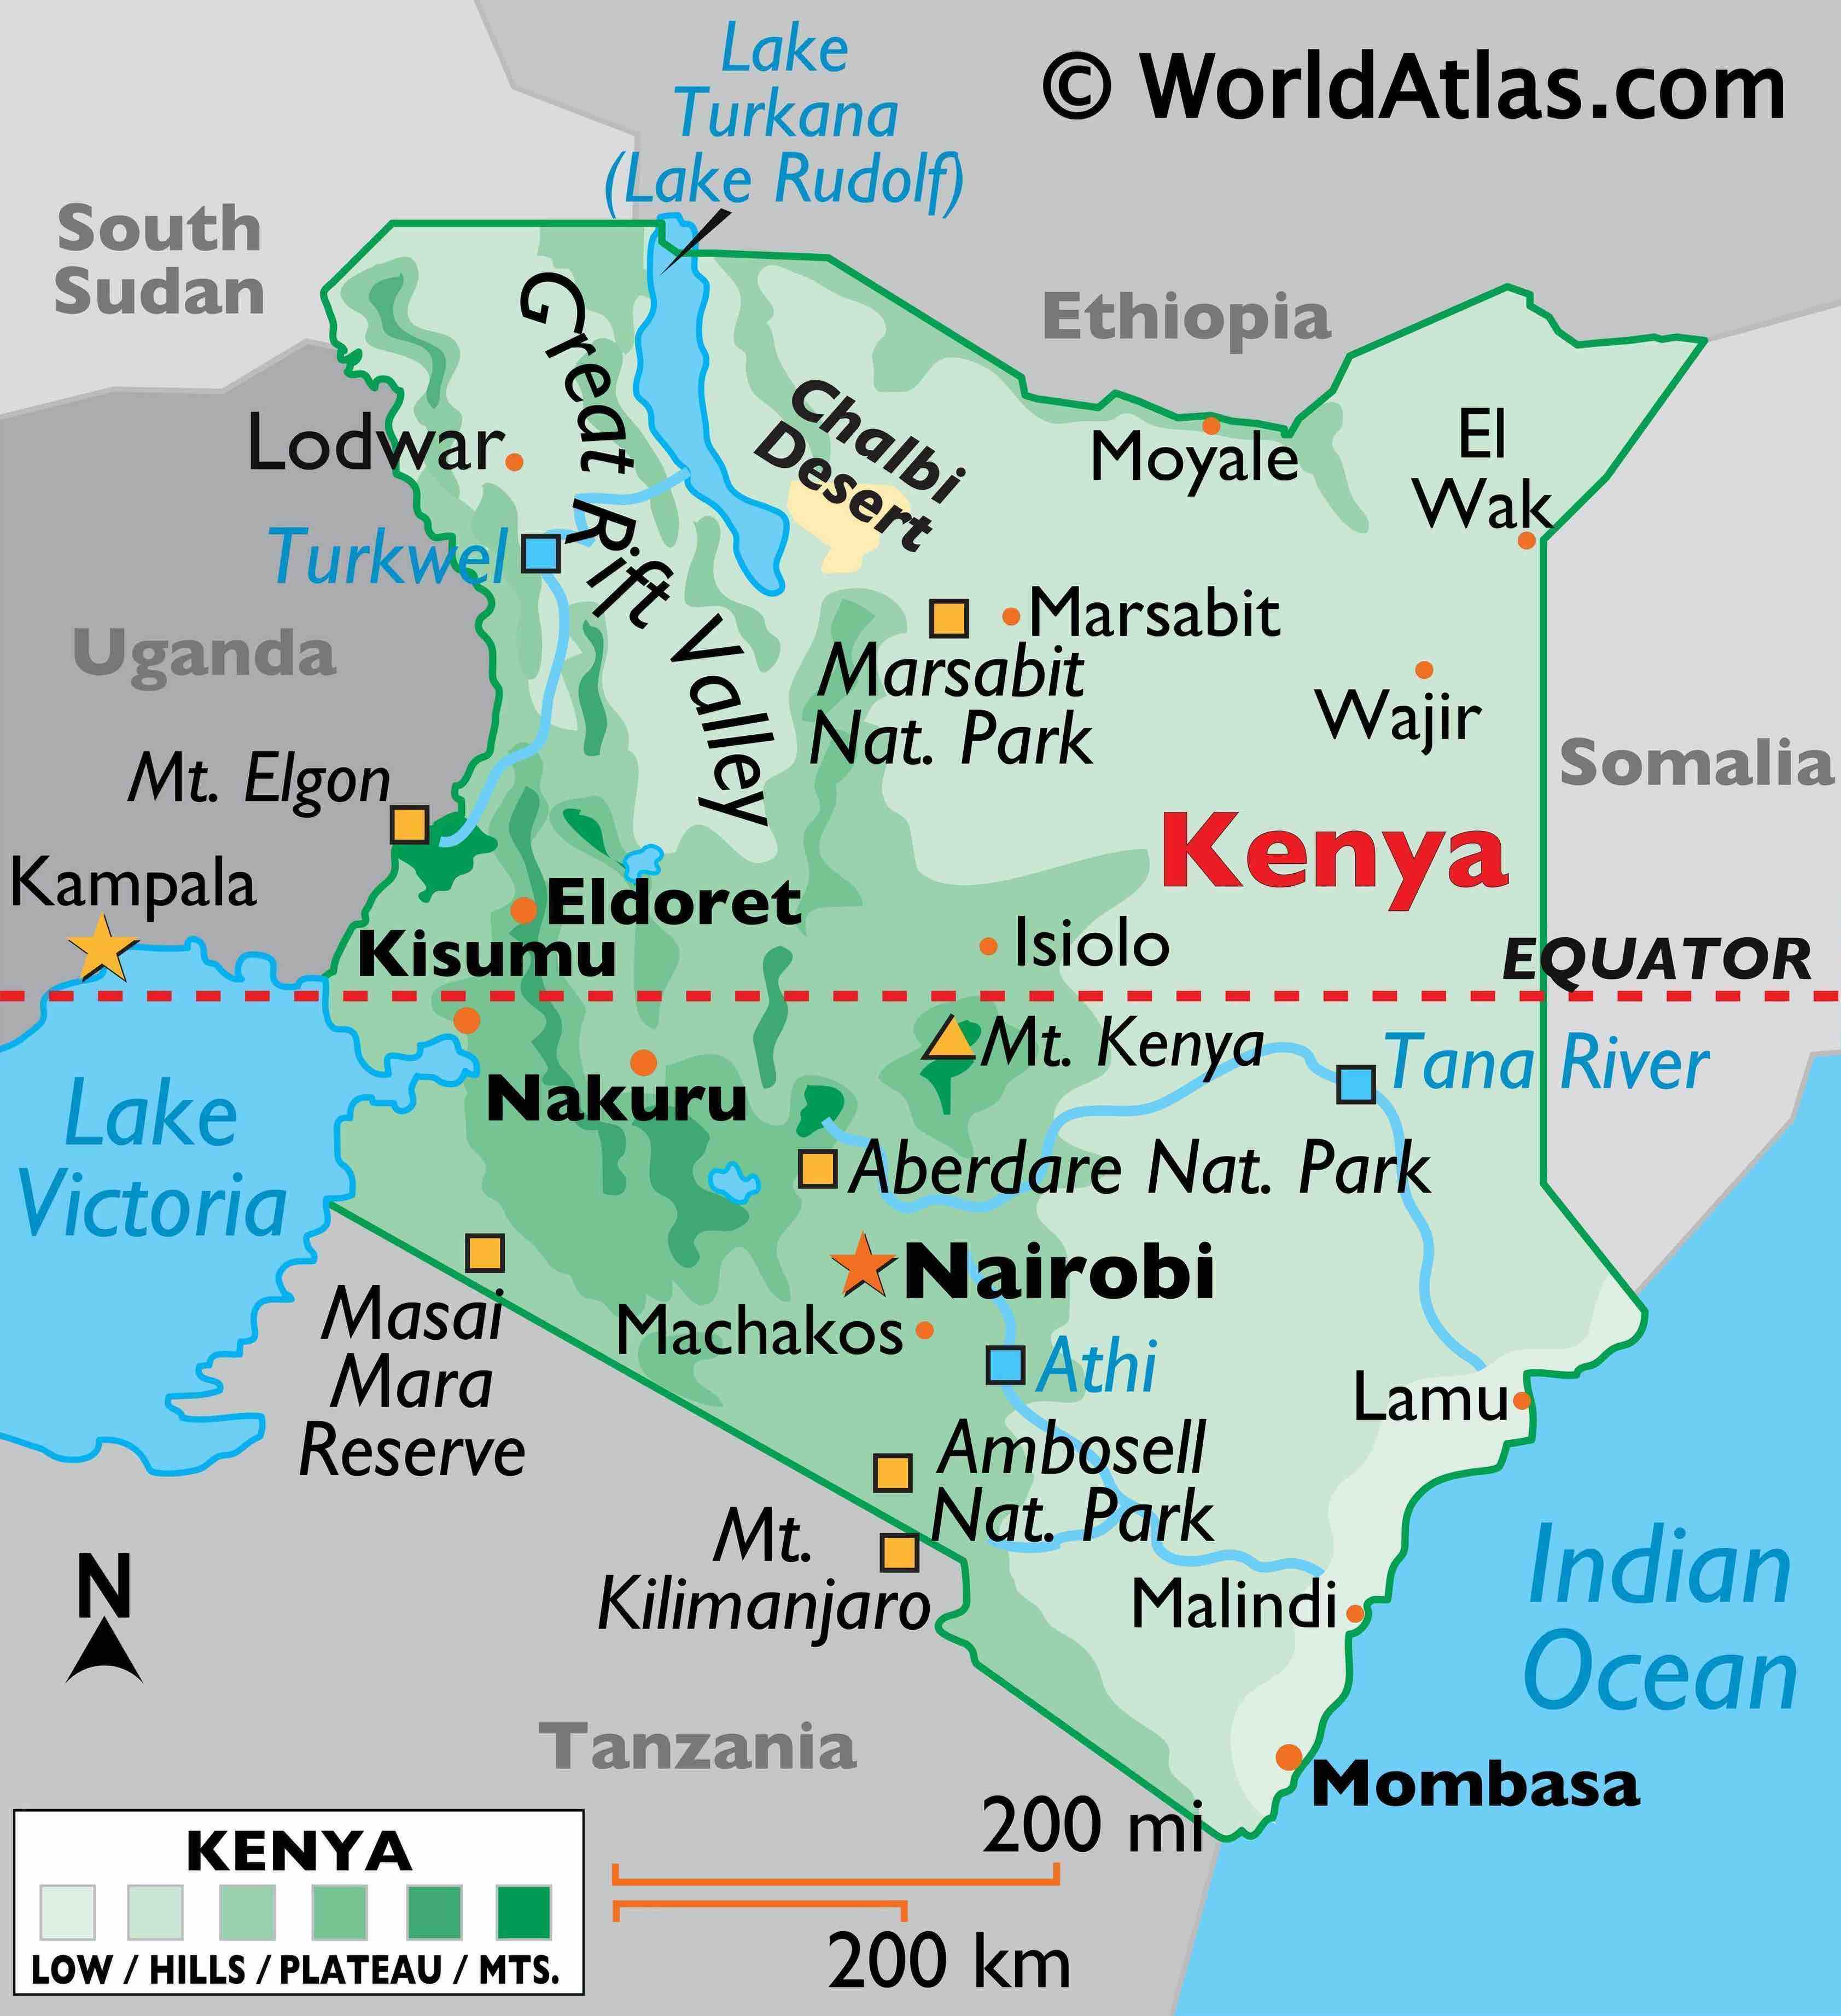 Lake
Turkana
(Lake Rudolf)
© WorldAtlas.com
South
Sudan
Ethiopia
Great Rift Valley
Chalbi
Desert
Lodwar
Moyale
El
Wak
Turkwel
Marsabit
Uganda
Marsabit
Nat. Park
Wajir
Somalia
Mt. Elgon
Kenya
Kampala
Eldoret
Kisumu
Isiolo
EQUATOR
Mt. Kenya
Tana River
Lake
Victoria
Nakuru
Aberdare Nat. Park
Nairobi
Masai
Mara
Reserve
Machakos
Athi
Lamu
Ambosell
Nat. Park
Mt.
Kilimanjaro
Indian
Ocean
N
Malindi
Tanzania
Mombasa
200 mi
200 km
KENYA
LOW / HILLS / PLATEAU / MTS.